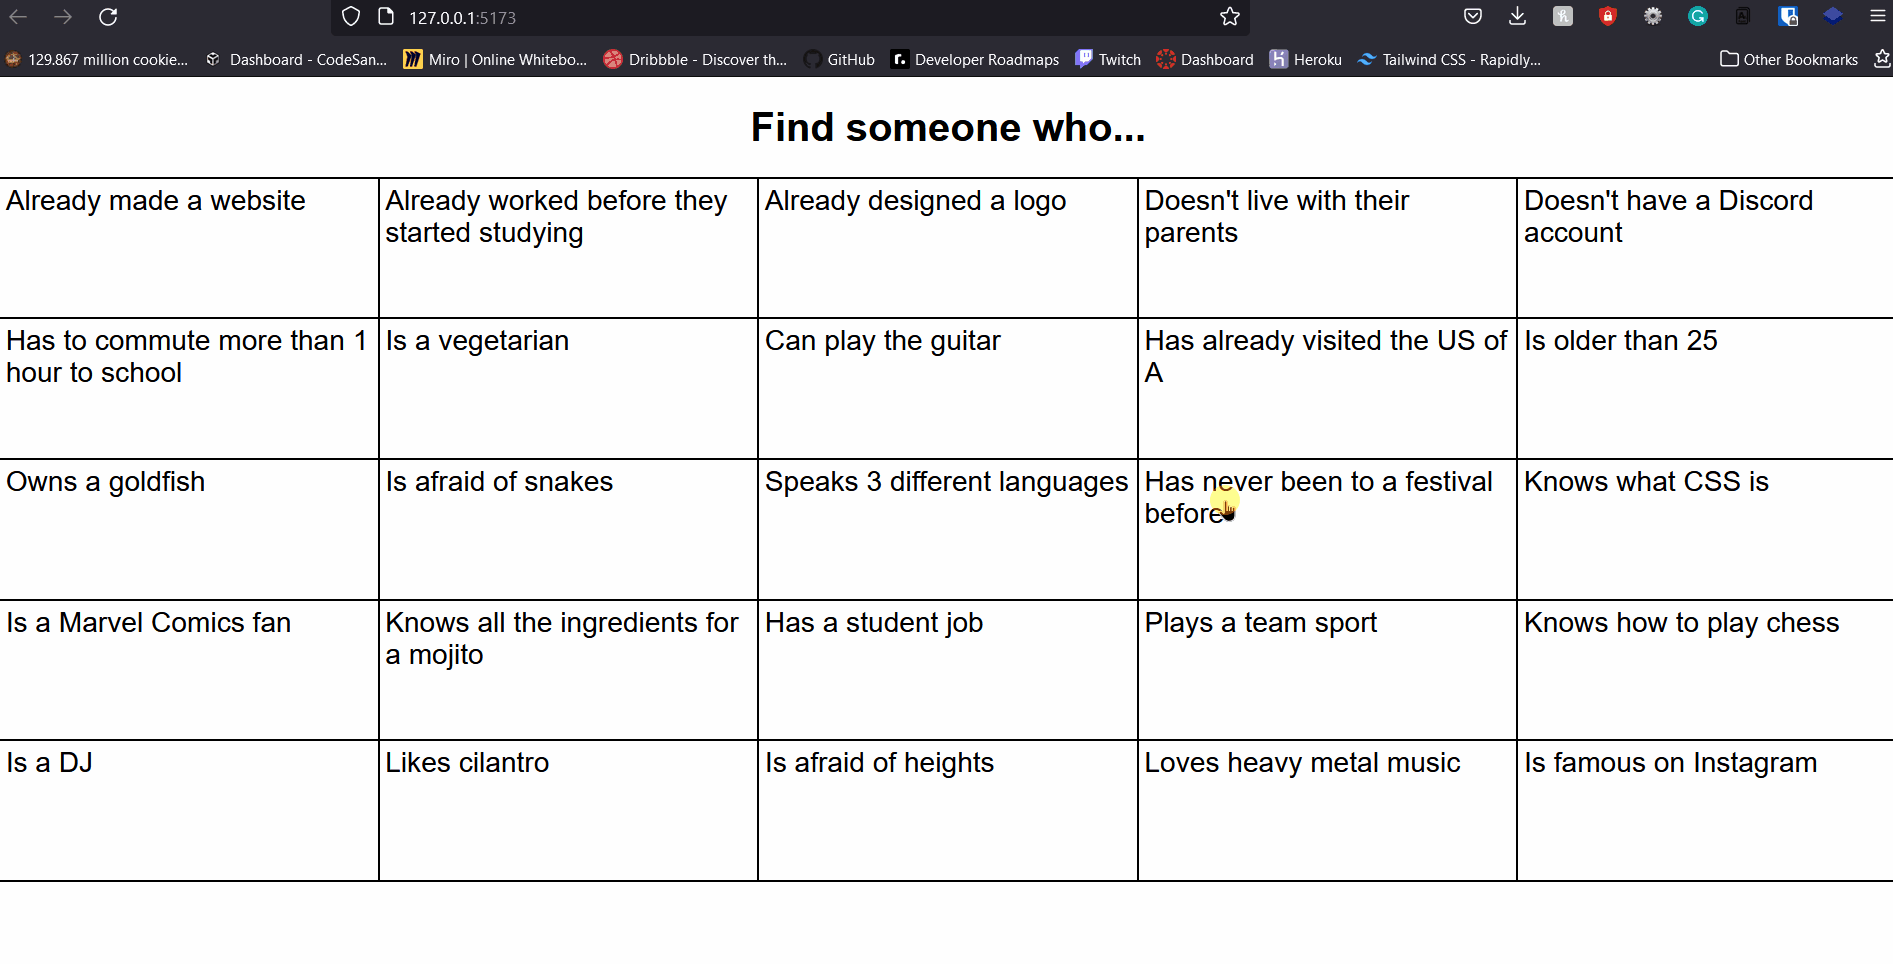 127.0.0.1:5173
129.867 million cookie...
Dashboard - CodeSan...
Miro | Online Whitebo...
Dribbble - Discover th...
GitHub
Developer Roadmaps
Twitch
Dashboard
Heroku
Tailwind CSS - Rapidly...
Other Bookmarks
Find someone who...
Already made a website
Already worked before they
started studying
Already designed a logo
Doesn't live with their
parents
Doesn't have a Discord
account
Has to commute more than 1
hour to school
Is a vegetarian
Can play the guitar
Has already visited the US of
A
Is older than 25
Owns a goldfish
Is afraid of snakes
Speaks 3 different languages
Has never been to a festival
before
Knows what CSS is
Is a Marvel Comics fan
Knows all the ingredients for
a mojito
Has a student job
Plays a team sport
Knows how to play chess
Is a DJ
Likes cilantro
Is afraid of heights
Loves heavy metal music
Is famous on Instagram